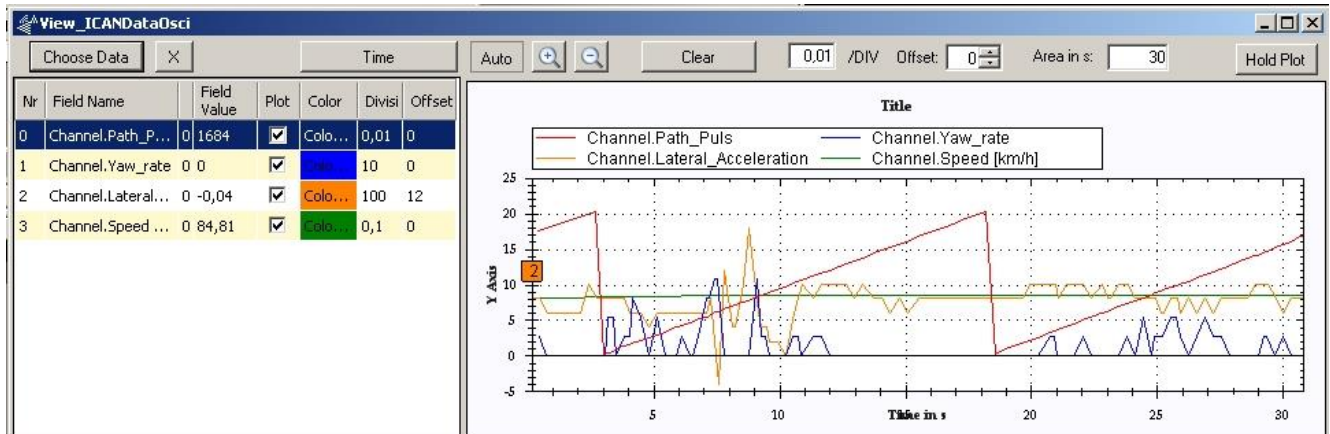 View_ICANDataOsci
Choose Data X Time Auto Clear 0,01 /DIV Offset: 0 Area in s: 30 Hold Plot
Nr Field Name Field Value Plot Color Divisi Offset
0 Channel.Path_P... 0 1684 Colo... 0,01 0
1 Channel.Yaw_rate 0 0 Colo... 10 0
2 Channel.Lateral... 0 -0,04 Colo... 100 12
3 Channel.Speed ... 0 84,81 Colo... 0,1 0
Title
Channel.Path_Puls Channel.Yaw_rate
Channel.Lateral_Acceleration Channel.Speed [km/h]
25
20
15
2
10
Y Axis
5
0
-5
5 10 20 25 30
Time in s